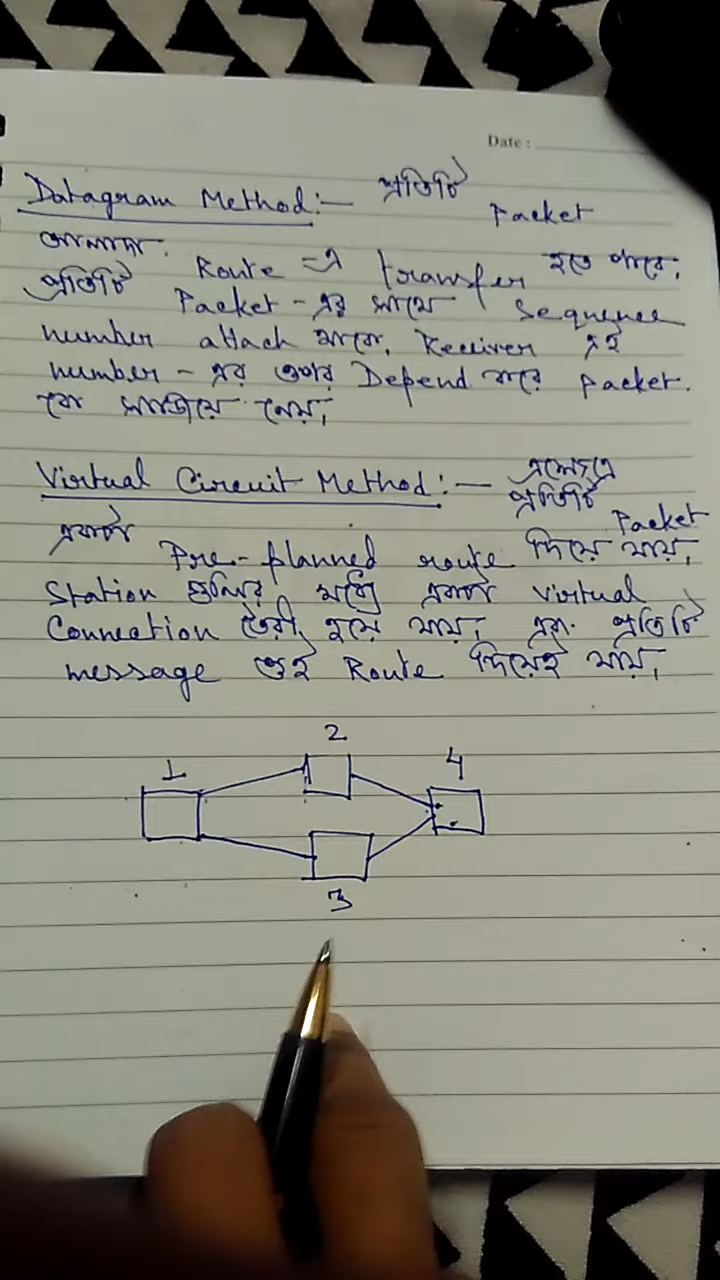 Date :
Datagram Method:- প্রতিটি Packet
আলাদা Route -এ transfer হতে পারে,
প্রতিটি Packet -এর সাথে Sequence
number attach থাকে, Receiver এই
number -এর ওপর Depend করে Packet.
কে সাজিয়ে নেয়,
Virtual Circuit Method:- এক্ষেত্রে
প্রতিটি Packet
একটা Pre-planned route দিয়ে যায়,
Station গুলির মধ্যে একটা virtual
Connection তৈরী হয়ে যায়, এবং প্রতিটি
message ওই Route দিয়েই যায়,
2
1
4
3